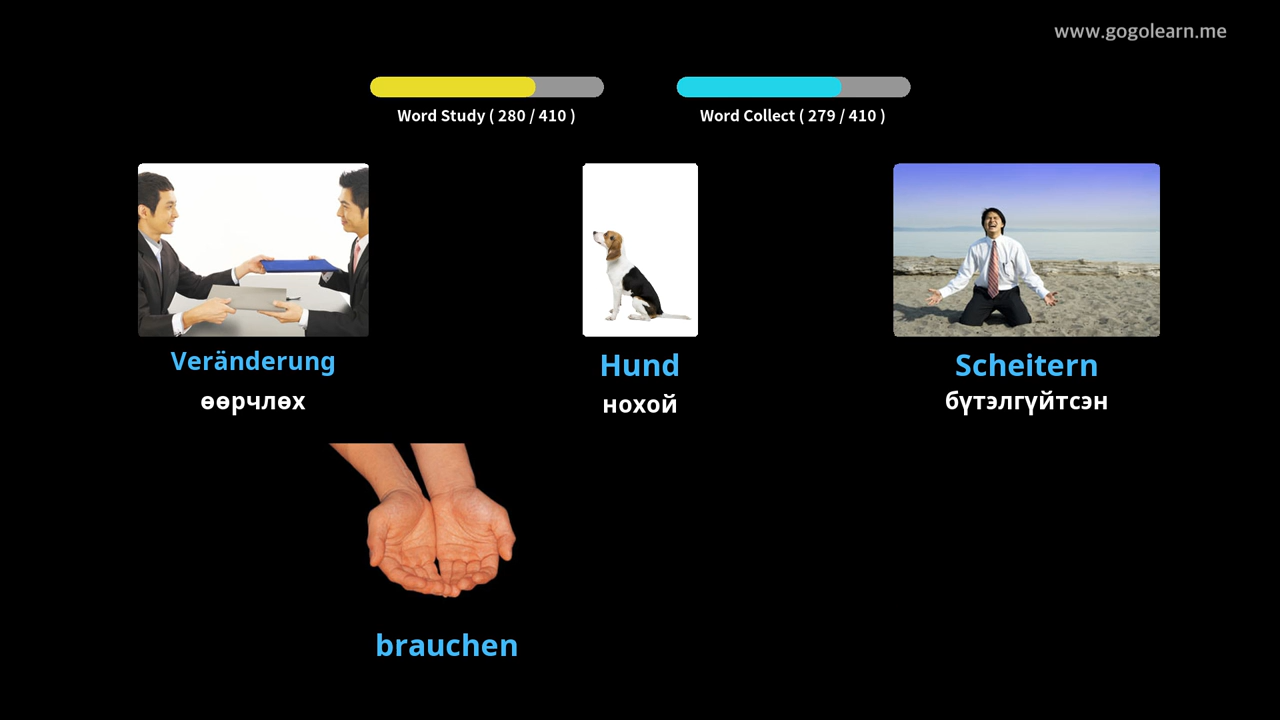 www.gogolearn.me
Word Study ( 280 / 410 )
Word Collect ( 279 / 410 )
Veränderung
өөрчлөх
Hund
нохой
Scheitern
бүтэлгүйтсэн
brauchen